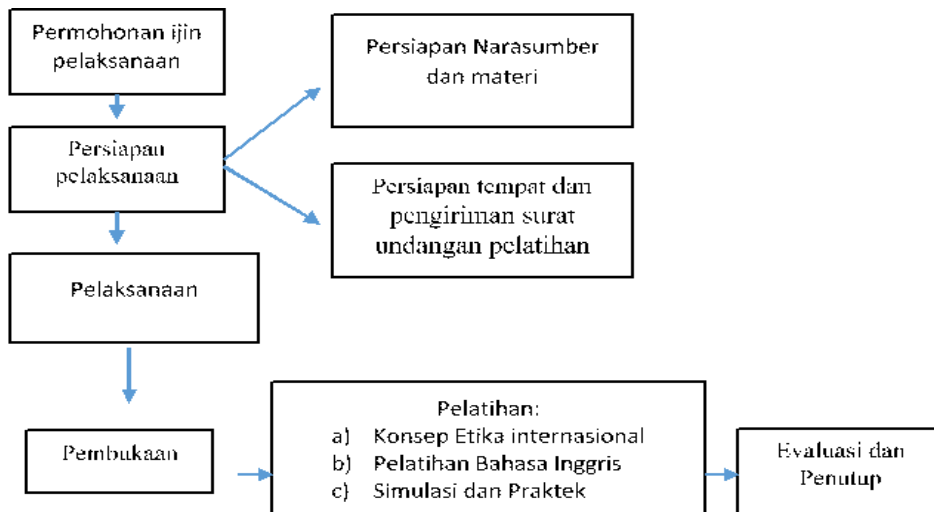 Permohonan ijin
pelaksanaan
Persiapan Narasumber
dan materi
Persiapan
pelaksanaan
Persiapan tempat dan
pengiriman surat
undangan pelatihan
Pelaksanaan
Pembukaan
Pelatihan:
a) Konsep Etika internasional
b) Pelatihan Bahasa Inggris
c) Simulasi dan Praktek
Evaluasi dan
Penutup